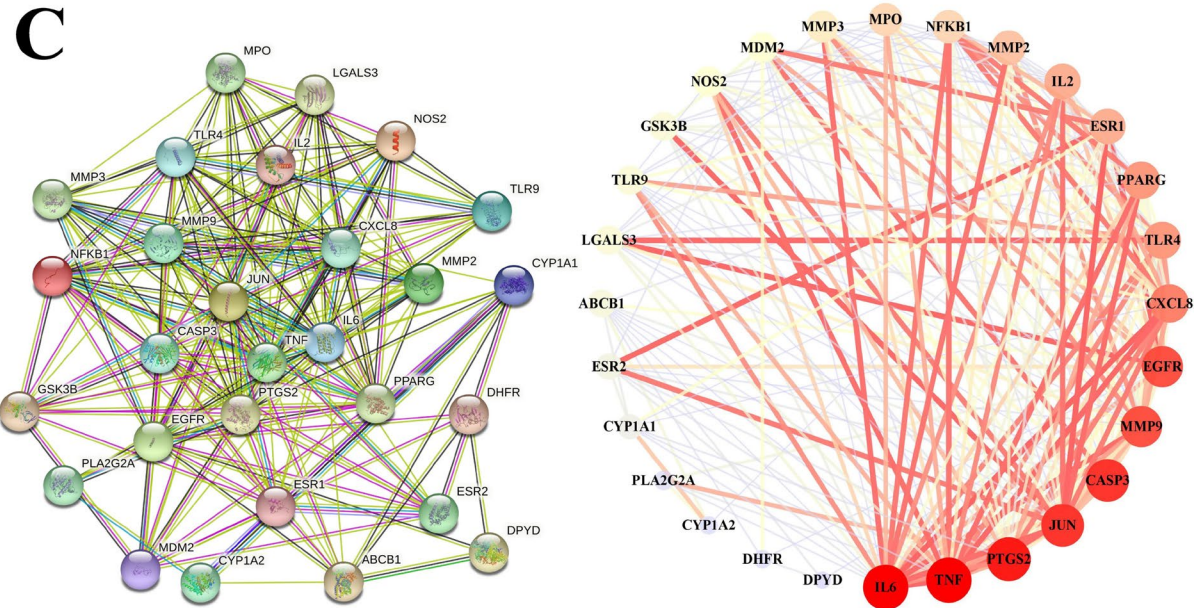 C
MPO
LGALS3
NOS2
TLR4
IL2
TLR9
MMP3
MMP9
CXCL8
NFKB1
MMP2
CYP1A1
JUN
IL6
CASP3
TNF
GSK3B
PTGS2
PPARG
DHFR
EGFR
PLA2G2A
ESR1
ESR2
DPYD
MDM2
CYP1A2
ABCB1
MPO
NFKB1
MMP3
MMP2
MDM2
IL2
NOS2
ESR1
GSK3B
PPARG
TLR9
TLR4
LGALS3
CXCL8
ABCB1
EGFR
ESR2
MMP9
CYP1A1
CASP3
PLA2G2A
JUN
CYP1A2
PTGS2
DHFR
TNF
DPYD
IL6